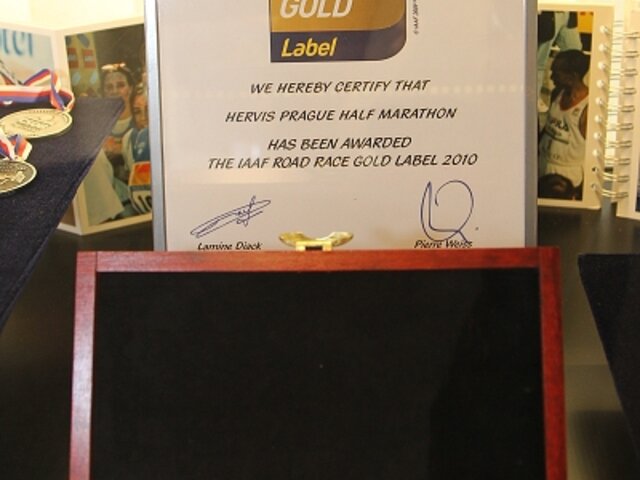 GOLD
Label
WE HEREBY CERTIFY THAT
HERVIS PRAGUE HALF MARATHON
HAS BEEN AWARDED
THE IAAF ROAD RACE GOLD LABEL 2010
Lamine Diack
Pierre Weiss